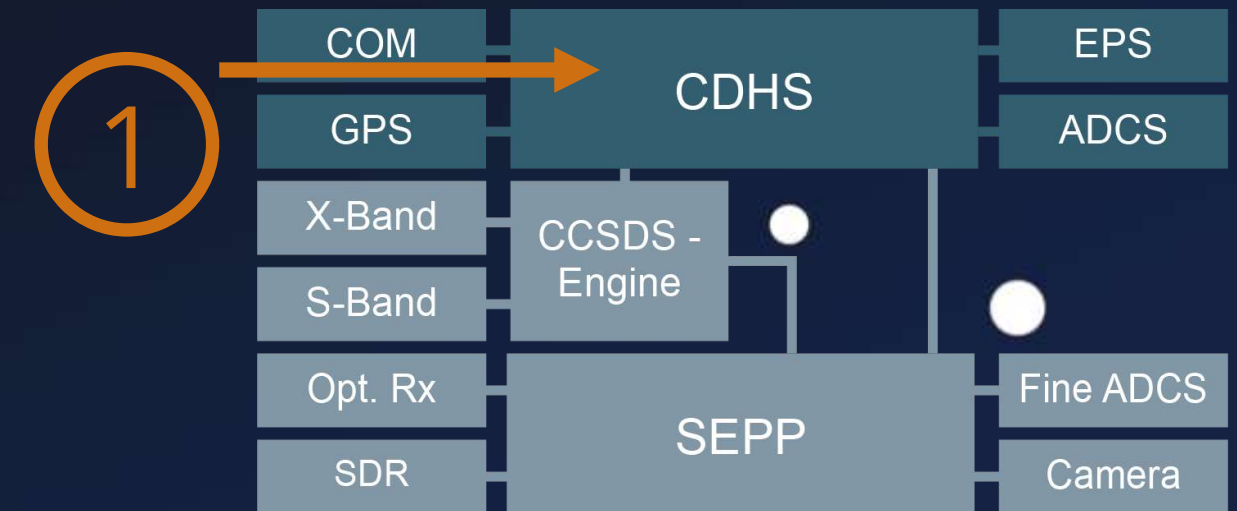 1
COM
GPS
CDHS
EPS
ADCS
X-Band
S-Band
CCSDS -
Engine
Opt. Rx
SDR
SEPP
Fine ADCS
Camera